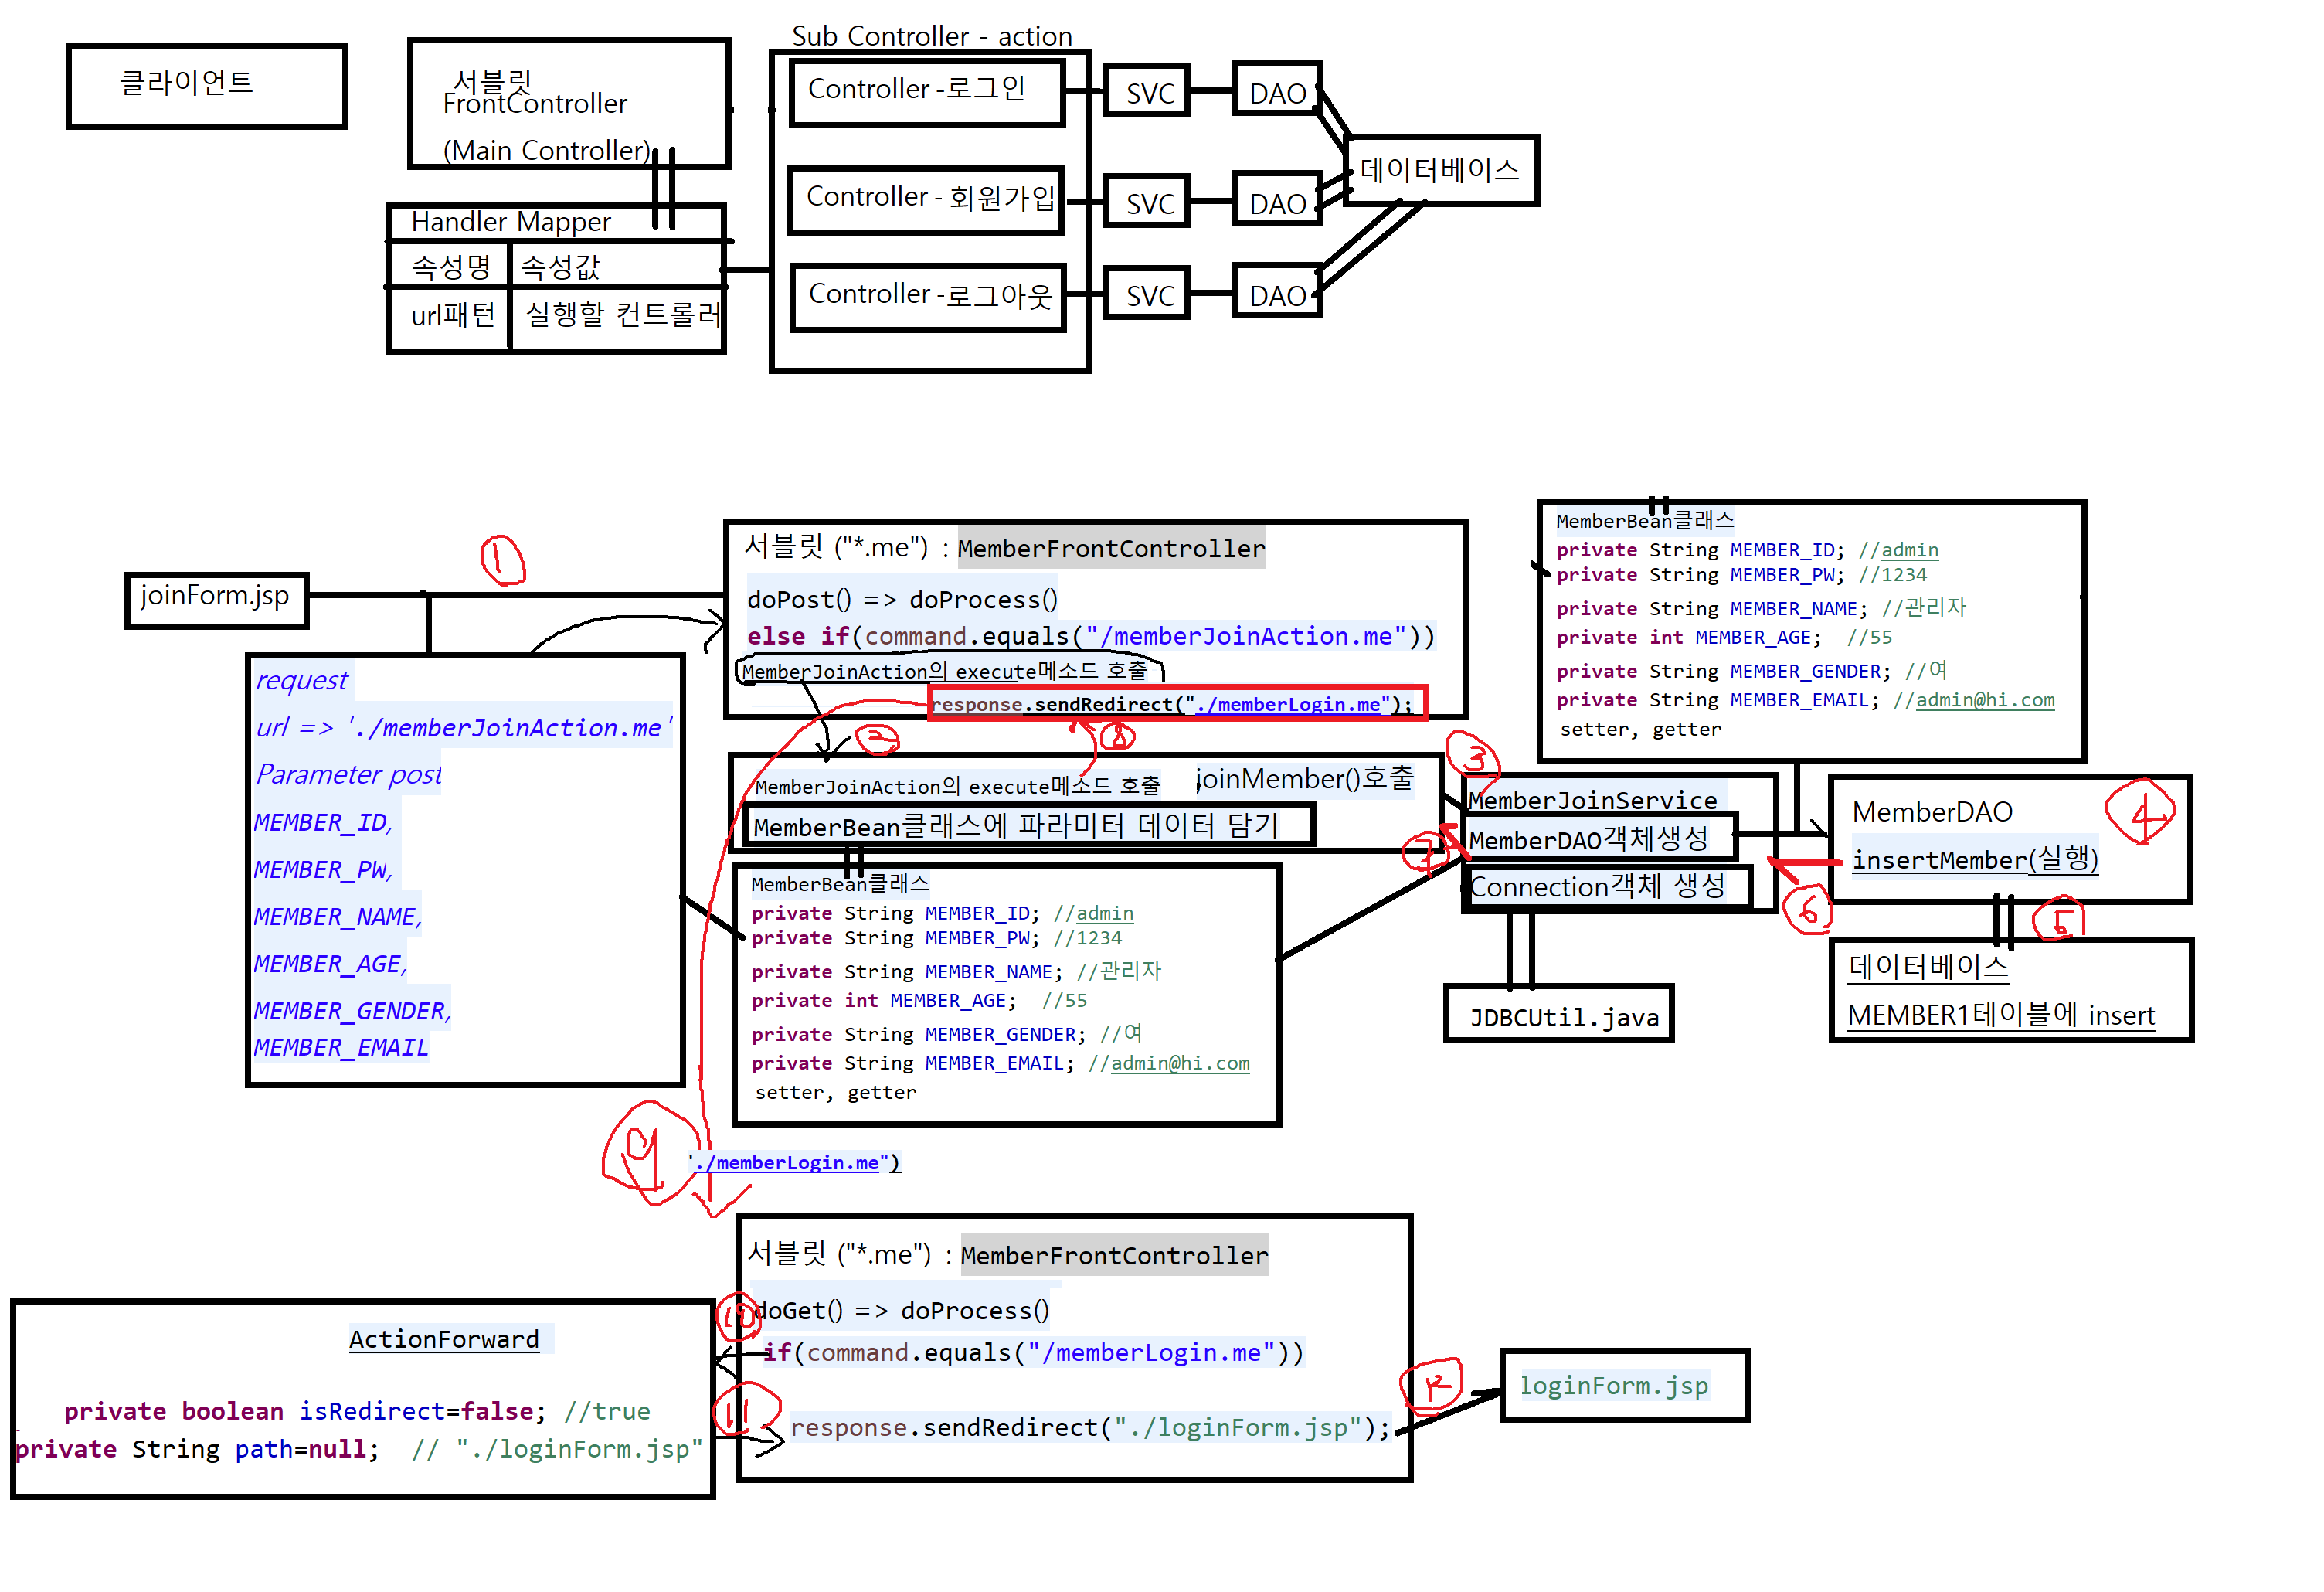 클라이언트
서블릿
FrontController
(Main Controller)
Handler Mapper
속성명 속성값
url패턴 실행할 컨트롤러
Sub Controller - action
Controller -로그인
SVC
DAO
Controller - 회원가입
SVC
DAO
Controller -로그아웃
SVC
DAO
데이터베이스
1
joinForm.jsp
request
url => './memberJoinAction.me'
Parameter post
MEMBER_ID,
MEMBER_PW,
MEMBER_NAME,
MEMBER_AGE,
MEMBER_GENDER,
MEMBER_EMAIL
서블릿 ("*.me") : MemberFrontController
doPost() => doProcess()
else if(command.equals("/memberJoinAction.me"))
MemberJoinAction의 execute메소드 호출
response.sendRedirect("./memberLogin.me");
2
8
MemberJoinAction의 execute메소드 호출
joinMember()호출
MemberBean클래스에 파라미터 데이터 담기
MemberBean클래스
private String MEMBER_ID; //admin
private String MEMBER_PW; //1234
private String MEMBER_NAME; //관리자
private int MEMBER_AGE; //55
private String MEMBER_GENDER; //여
private String MEMBER_EMAIL; //admin@hi.com
setter, getter
3
7
MemberJoinService
MemberDAO객체생성
Connection객체 생성
JDBCUtil.java
MemberBean클래스
private String MEMBER_ID; //admin
private String MEMBER_PW; //1234
private String MEMBER_NAME; //관리자
private int MEMBER_AGE; //55
private String MEMBER_GENDER; //여
private String MEMBER_EMAIL; //admin@hi.com
setter, getter
MemberDAO
4
insertMember(실행)
6
5
데이터베이스
MEMBER1테이블에 insert
9
"./memberLogin.me")
서블릿 ("*.me") : MemberFrontController
10
doGet() => doProcess()
if(command.equals("/memberLogin.me"))
11
response.sendRedirect("./loginForm.jsp");
ActionForward
private boolean isRedirect=false; //true
private String path=null; // "./loginForm.jsp"
12
loginForm.jsp